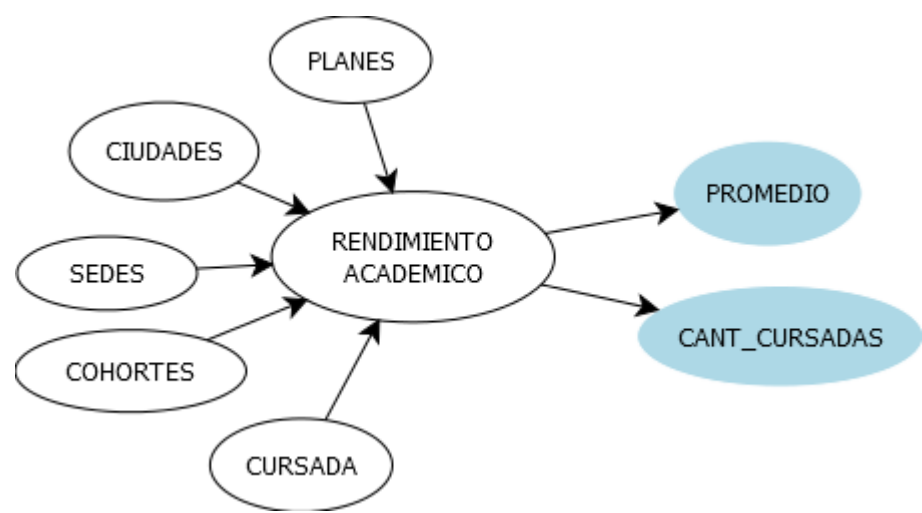 PLANES
CIUDADES
PROMEDIO
RENDIMIENTO
ACADEMICO
SEDES
CANT_CURSADAS
COHORTES
CURSADA